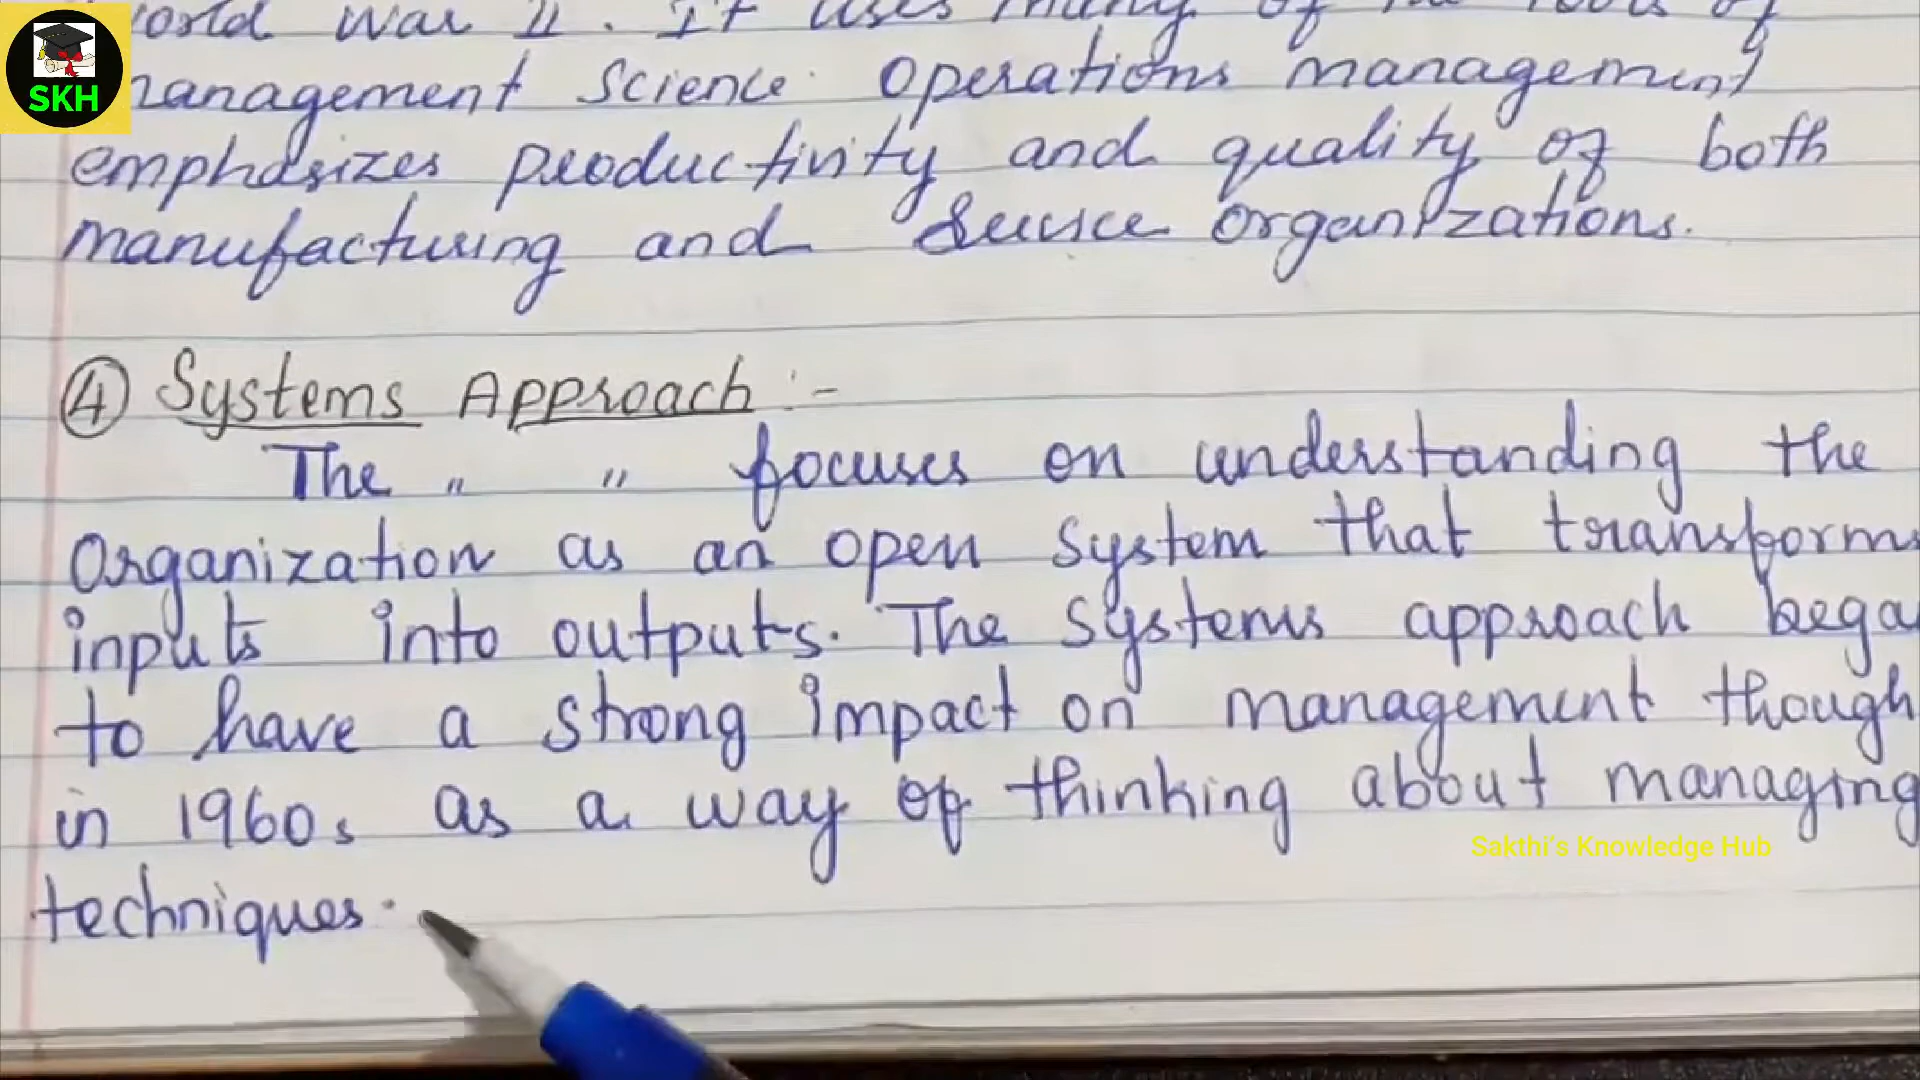 World War II. It uses many of the tools of
management science. Operations management
emphasizes productivity and quality of both
manufacturing and service organizations.
④ Systems Approach :-
The " " focuses on understanding the
Organization as an open system that transforms
inputs into outputs. The systems approach bega
to have a strong impact on management though
in 1960s as a way of thinking about managing
techniques.
SKH
Sakthi's Knowledge Hub